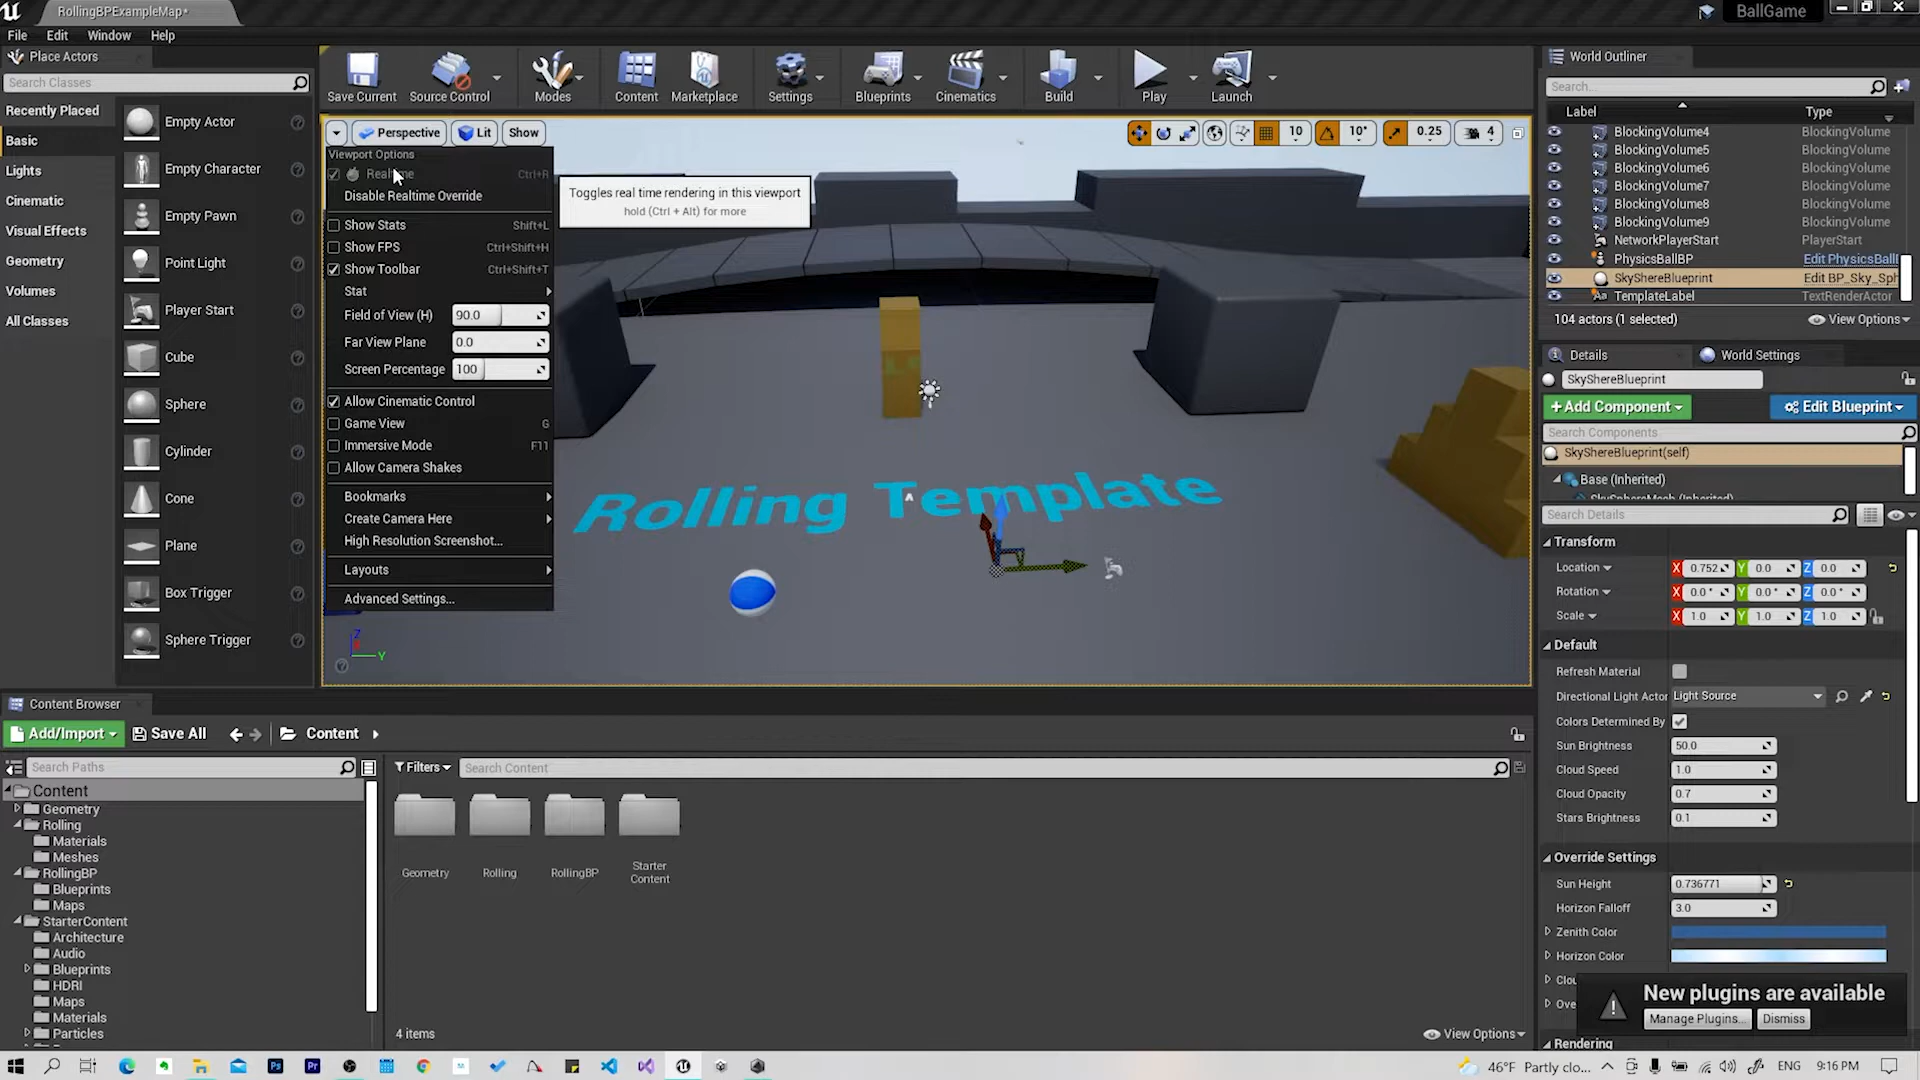 RollingBPExampleMap*
BallGame
File Edit Window Help
Place Actors
Search Classes
Recently Placed
Basic
Lights
Cinematic
Visual Effects
Geometry
Volumes
All Classes
Empty Actor
Empty Character
Empty Pawn
Point Light
Player Start
Cube
Sphere
Cylinder
Cone
Plane
Box Trigger
Sphere Trigger
Save Current Source Control Modes Content Marketplace Settings Blueprints Cinematics Build Play Launch
Perspective Lit Show
10 10° 0.25 4
Viewport Options
Realtime Ctrl+R
Disable Realtime Override
Show Stats Shift+L
Show FPS Ctrl+Shift+H
Show Toolbar Ctrl+Shift+T
Stat
Field of View (H) 90.0
Far View Plane 0.0
Screen Percentage 100
Allow Cinematic Control
Game View G
Immersive Mode F11
Allow Camera Shakes
Bookmarks
Create Camera Here
High Resolution Screenshot...
Layouts
Advanced Settings...
Toggles real time rendering in this viewport
hold (Ctrl + Alt) for more
Rolling Template
Z
Y
World Outliner
Search...
Label Type
BlockingVolume4 BlockingVolume
BlockingVolume5 BlockingVolume
BlockingVolume6 BlockingVolume
BlockingVolume7 BlockingVolume
BlockingVolume8 BlockingVolume
BlockingVolume9 BlockingVolume
NetworkPlayerStart PlayerStart
PhysicsBallBP Edit PhysicsBall
SkyShereBlueprint Edit BP_Sky_Sph
TemplateLabel TextRenderActor
104 actors (1 selected) View Options
Details World Settings
SkyShereBlueprint
+Add Component Edit Blueprint
Search Components
SkyShereBlueprint(self)
Base (Inherited)
SkySphereMesh (Inherited)
Search Details
Transform
Location X 0.752 Y 0.0 Z 0.0
Rotation X 0.0° Y 0.0° Z 0.0°
Scale X 1.0 Y 1.0 Z 1.0
Default
Refresh Material
Directional Light Actor Light Source
Colors Determined By
Sun Brightness 50.0
Cloud Speed 1.0
Cloud Opacity 0.7
Stars Brightness 0.1
Override Settings
Sun Height 0.736771
Horizon Falloff 3.0
Zenith Color
Horizon Color
Clou
Ove
Rendering
New plugins are available
Manage Plugins... Dismiss
Content Browser
Add/Import Save All Content
Search Paths
Filters Search Content
Content
Geometry
Rolling
Materials
Meshes
RollingBP
Blueprints
Maps
StarterContent
Architecture
Audio
Blueprints
HDRI
Maps
Materials
Particles
Geometry Rolling RollingBP Starter
Content
4 items View Options
46°F Partly clo... ENG 9:16 PM